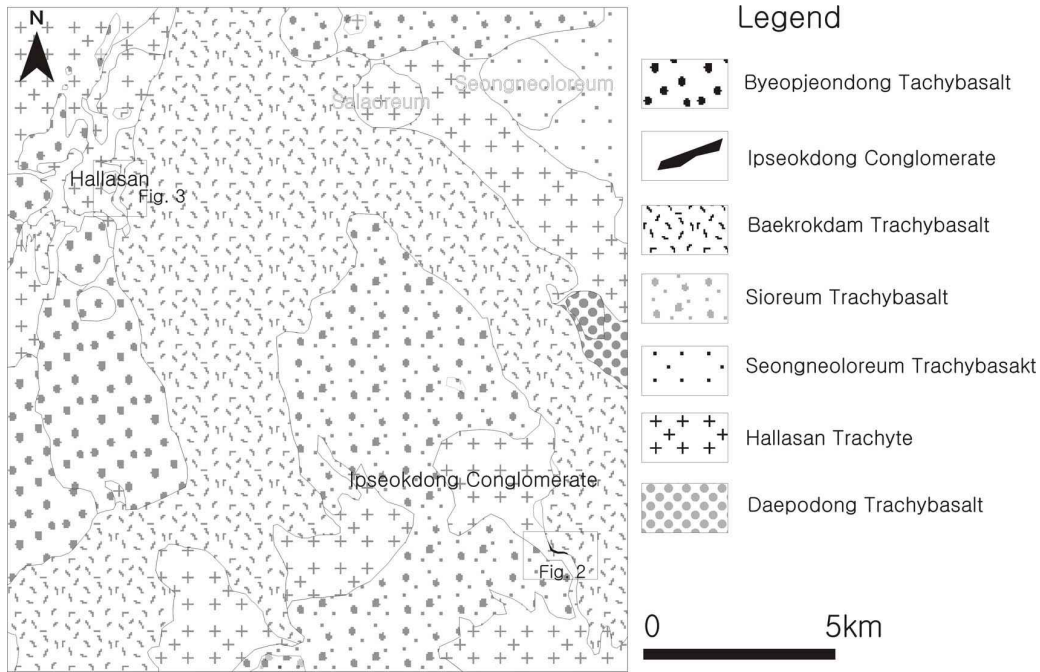 Legend
N
Seongneoloreum
Salaoreum
Hallasan
Fig. 3
Ipseokdong Conglomerate
Fig. 2
Byeopjeondong Tachybasalt
Ipseokdong Conglomerate
Baekrokdam Trachybasalt
Sioreum Trachybasalt
Seongneoloreum Trachybasakt
Hallasan Trachyte
Daepodong Trachybasalt
0 5km